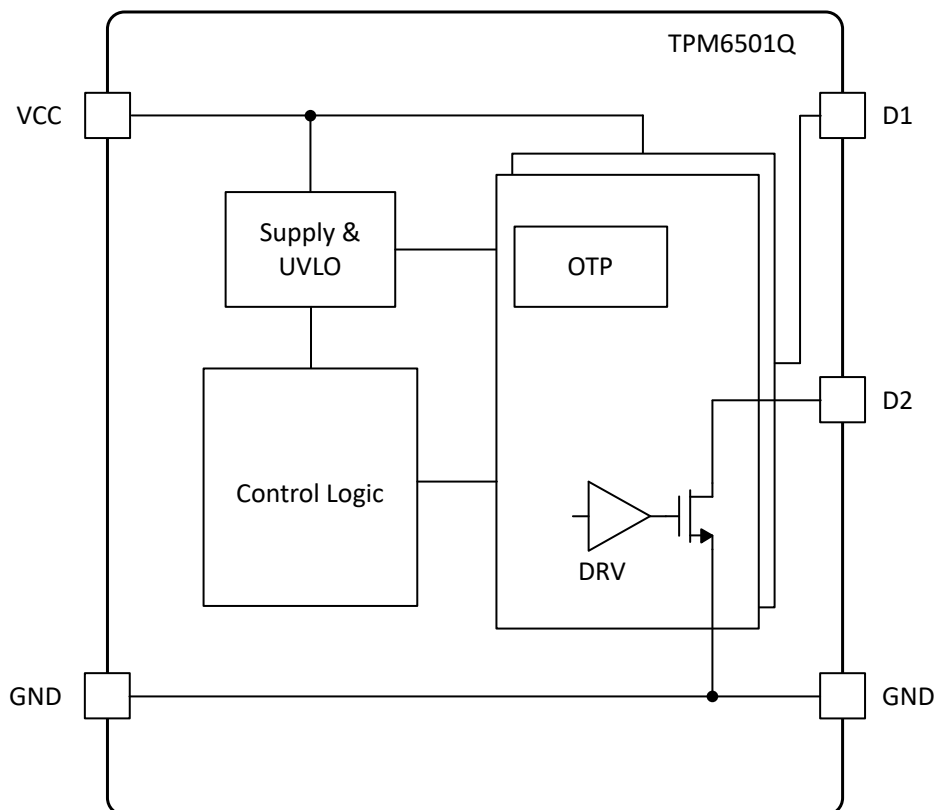 TPM6501Q
VCC
D1
Supply &
UVLO
OTP
D2
Control Logic
DRV
GND
GND